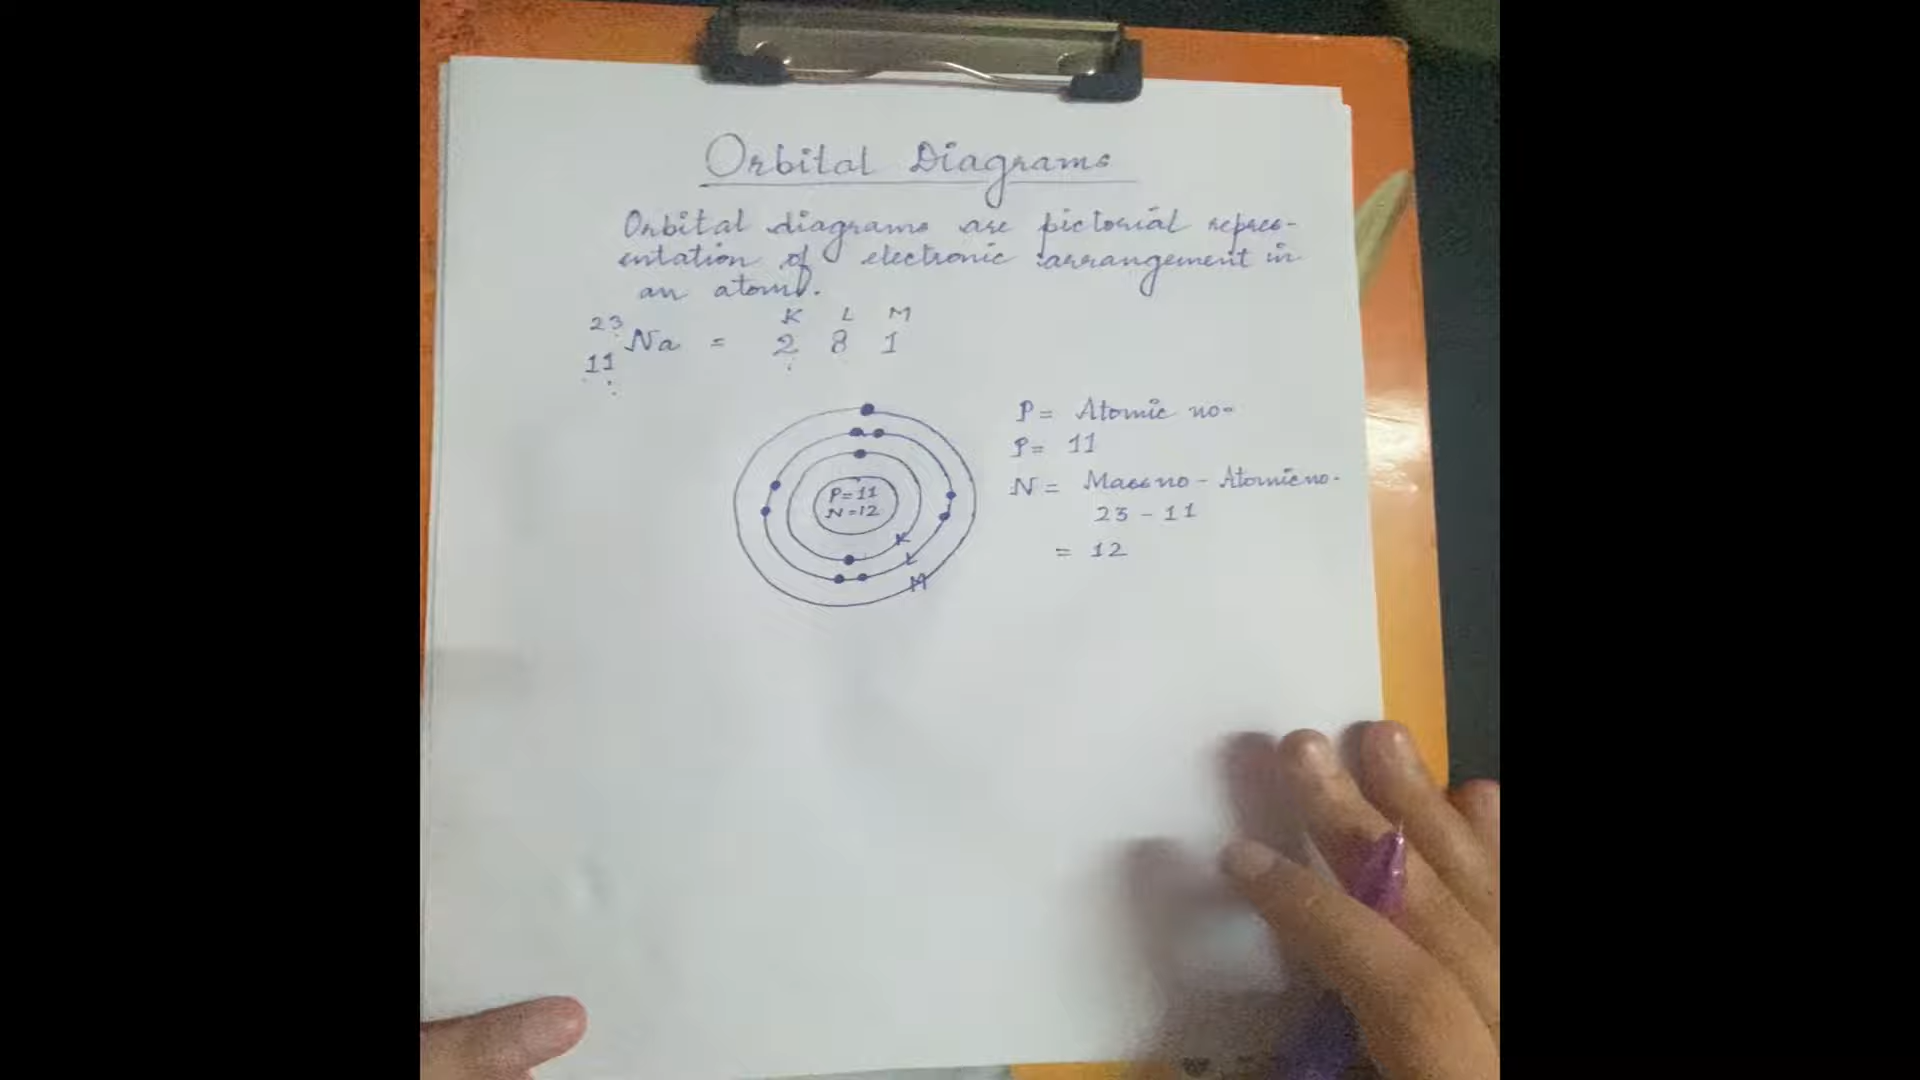 Orbital Diagrams
Orbital diagrams are pictorial repres-
entation of electronic arrangement in
an atom.
K L M
23
Na = 2 8 1
11
P = Atomic no.
P = 11
P=11
N = Mass no - Atomic no.
N=12
23 - 11
K
L
= 12
M